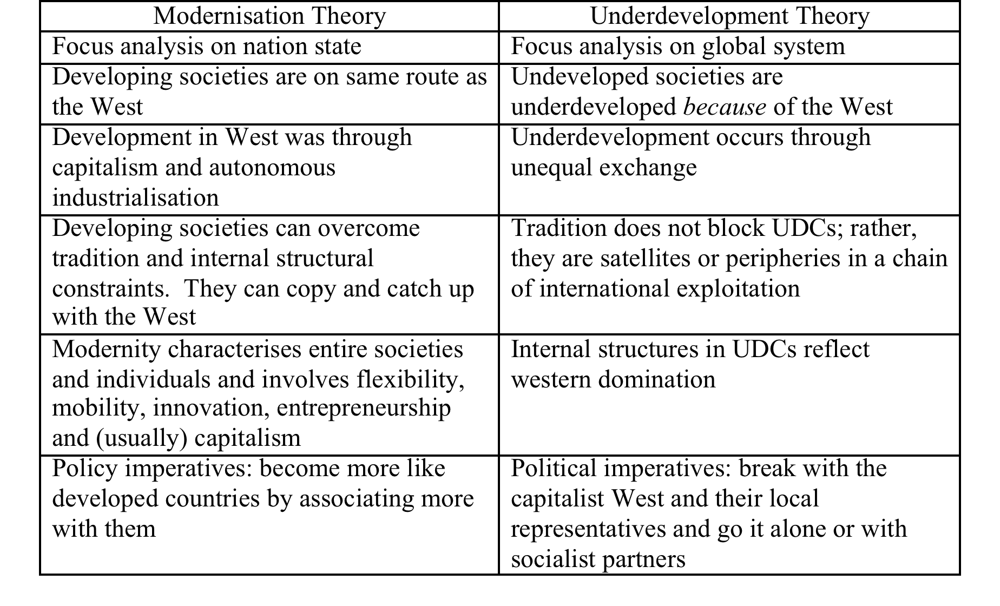 Modernisation Theory
Underdevelopment Theory
Focus analysis on nation state
Focus analysis on global system
Developing societies are on same route as
the West
Undeveloped societies are
underdeveloped because of the West
Development in West was through
capitalism and autonomous
industrialisation
Underdevelopment occurs through
unequal exchange
Developing societies can overcome
tradition and internal structural
constraints.  They can copy and catch up
with the West
Tradition does not block UDCs; rather,
they are satellites or peripheries in a chain
of international exploitation
Modernity characterises entire societies
and individuals and involves flexibility,
mobility, innovation, entrepreneurship
and (usually) capitalism
Internal structures in UDCs reflect
western domination
Policy imperatives: become more like
developed countries by associating more
with them
Political imperatives: break with the
capitalist West and their local
representatives and go it alone or with
socialist partners